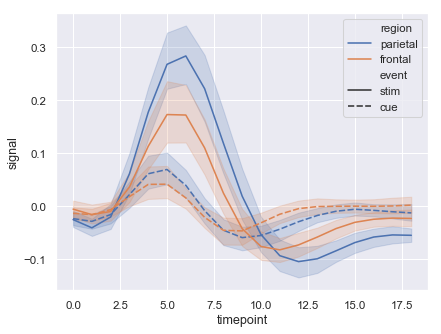 region
parietal
frontal
event
stim
cue
signal
0.3
0.2
0.1
0.0
−0.1
0.0
2.5
5.0
7.5
10.0
12.5
15.0
17.5
timepoint